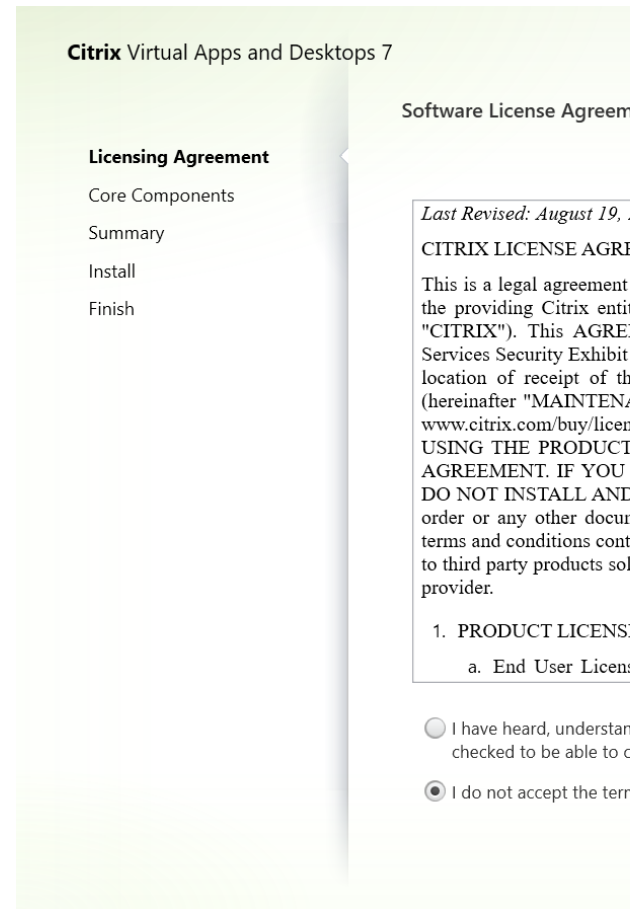 Citrix Virtual Apps and Desktops 7
Licensing Agreement
Core Components
Summary
Install
Finish
Software License Agreem
Last Revised: August 19,
CITRIX LICENSE AGRE
This is a legal agreement
the providing Citrix entit
"CITRIX"). This AGREE
Services Security Exhibit
location of receipt of th
(hereinafter "MAINTENA
www.citrix.com/buy/licen
USING THE PRODUCT
AGREEMENT. IF YOU
DO NOT INSTALL AND
order or any other docum
terms and conditions cont
to third party products sol
provider.
1. PRODUCT LICENSE
a. End User Licens
I have heard, understan
checked to be able to c
I do not accept the term